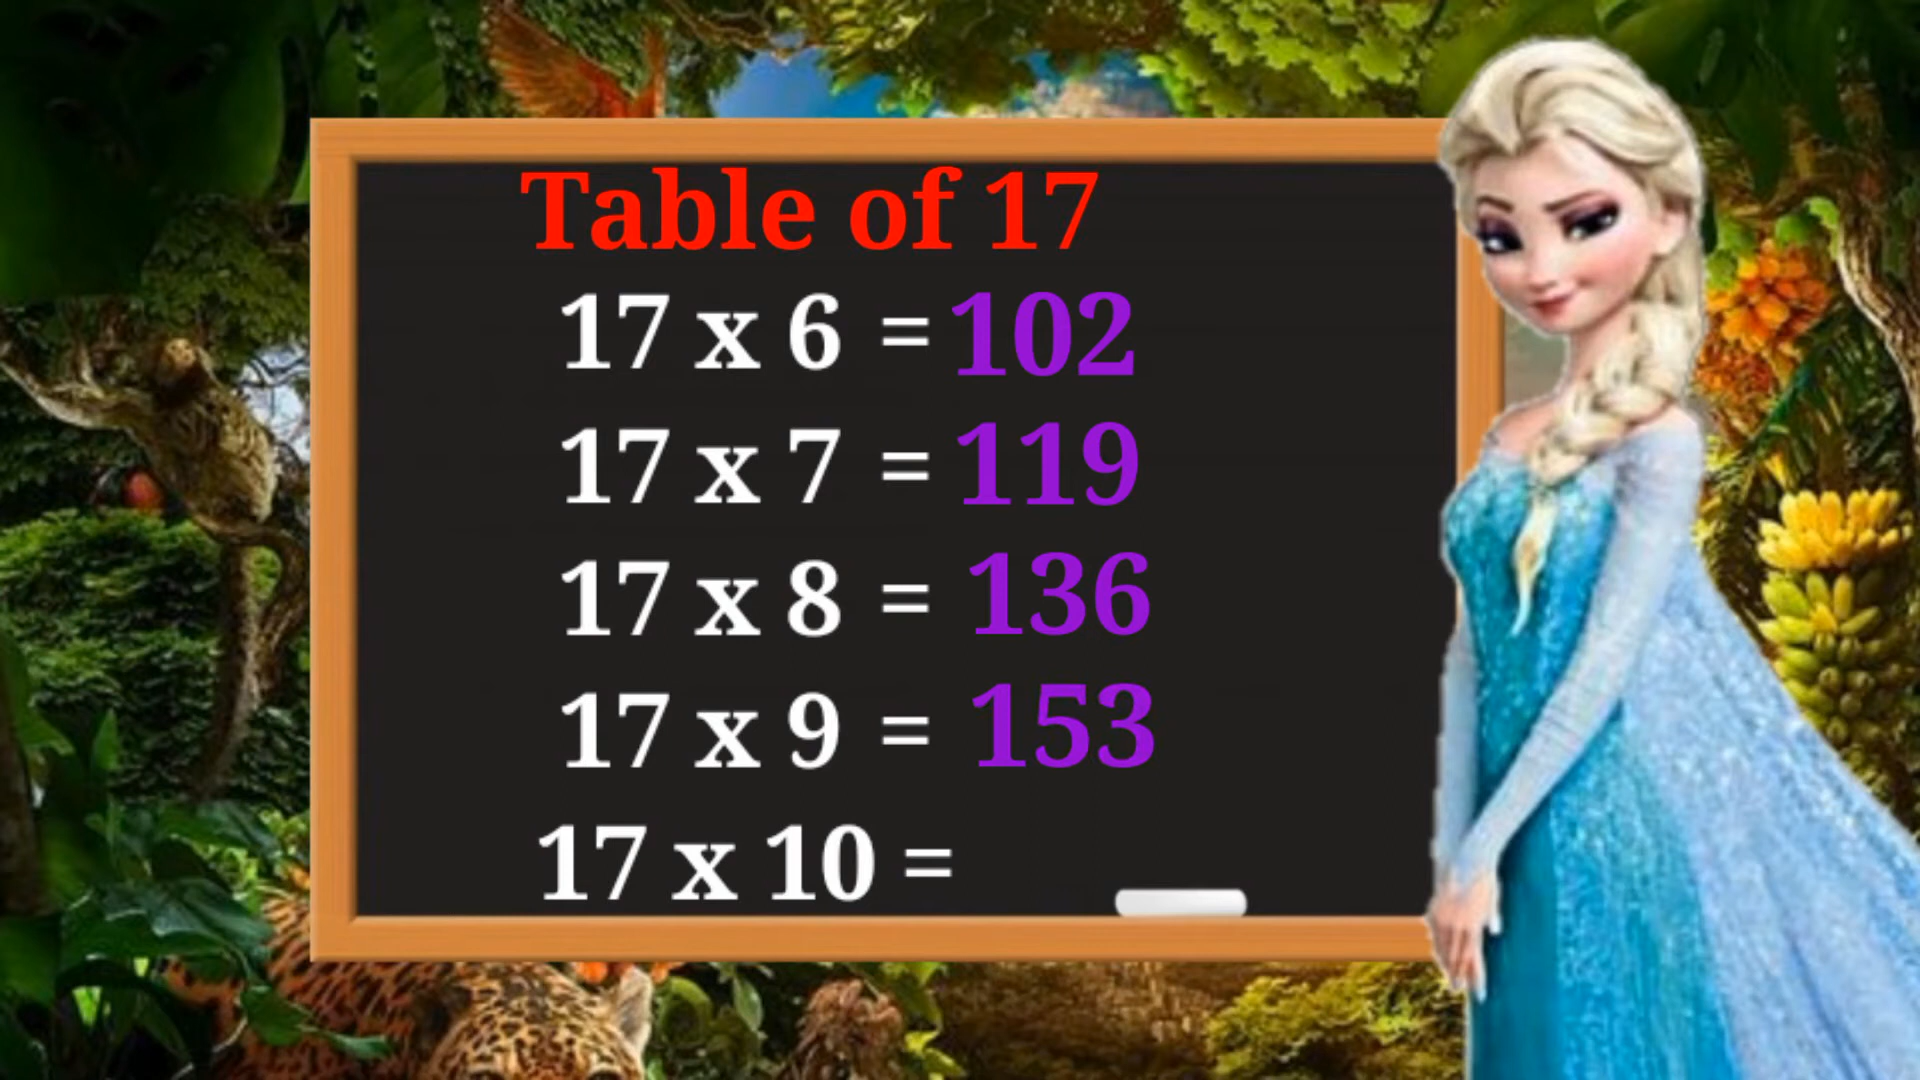 Table of 17
17 x 6 = 102
17 x 7 = 119
17 x 8 = 136
17 x 9 = 153
17 x 10 =